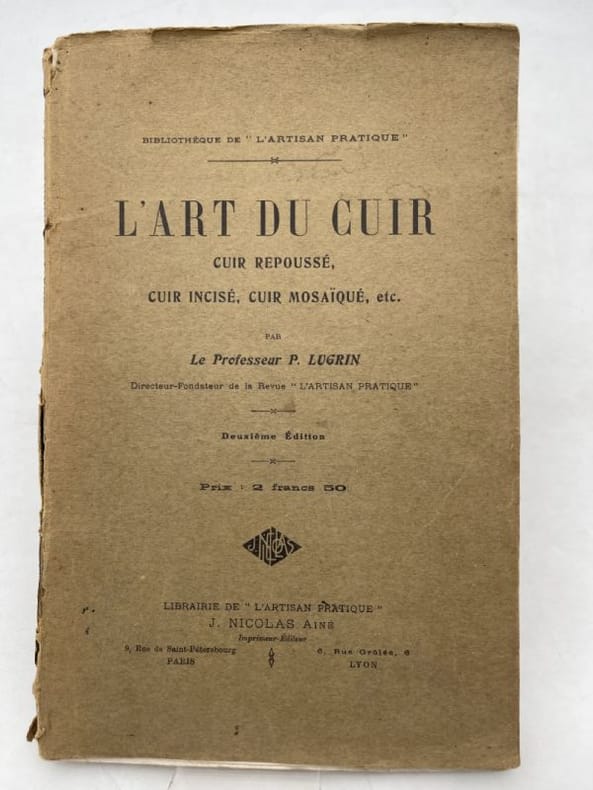 BIBLIOTHÈQUE DE " L'ARTISAN PRATIQUE "
L'ART DU CUIR
CUIR REPOUSSÉ,
CUIR INCISÉ, CUIR MOSAÏQUÉ, etc.
PAR
Le Professeur P. LUGRIN
Directeur-Fondateur de la Revue " L'ARTISAN PRATIQUE "
Deuxième Édition
Prix : 2 francs 50
J. NICOLAS
LIBRAIRIE DE " L'ARTISAN PRATIQUE "
J. NICOLAS AINÉ
Imprimeur-Éditeur
9, Rue de Saint-Pétersbourg
PARIS
6, Rue Grôlée, 6
LYON